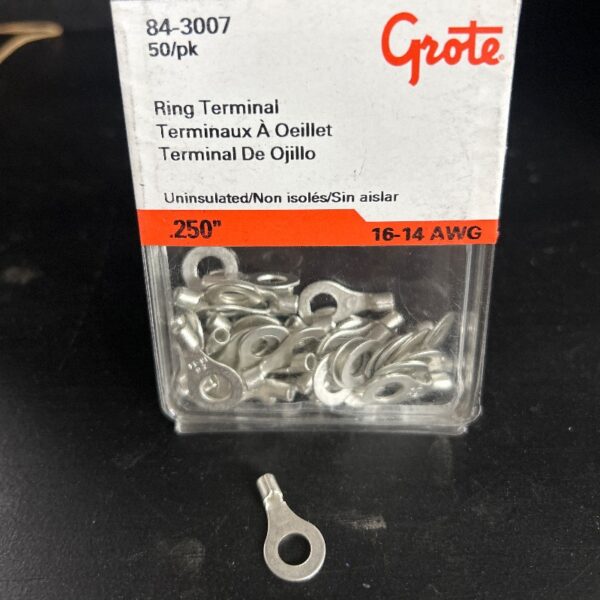 84-3007
50/pk
Grote
Ring Terminal
Terminaux À Oeillet
Terminal De Ojillo
Uninsulated/Non isolés/Sin aislar
.250"
16-14 AWG